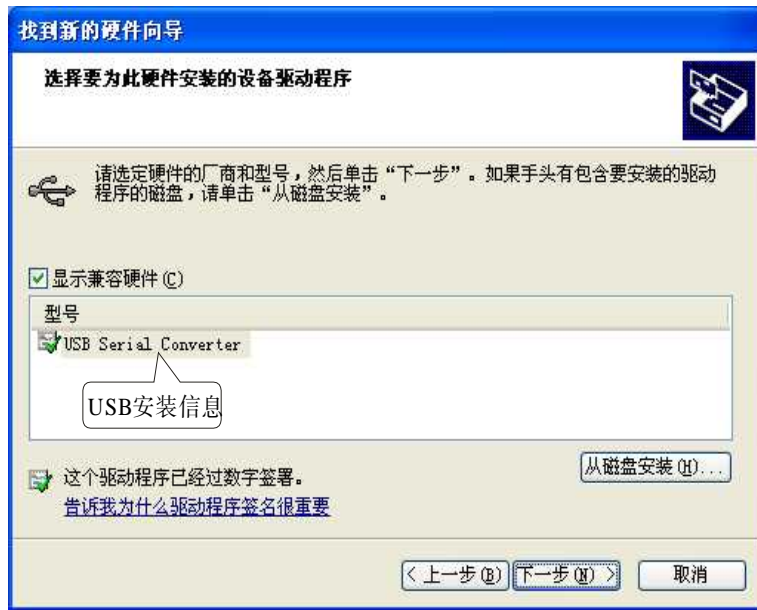 找到新的硬件向导
选择要为此硬件安装的设备驱动程序
请选定硬件的厂商和型号，然后单击“下一步”。如果手头有包含要安装的驱动
程序的磁盘，请单击“从磁盘安装”。
显示兼容硬件(C)
型号
USB Serial Converter
USB安装信息
从磁盘安装(H)...
这个驱动程序已经过数字签署。
告诉我为什么驱动程序签名很重要
< 上一步(B)
下一步(N) >
取消